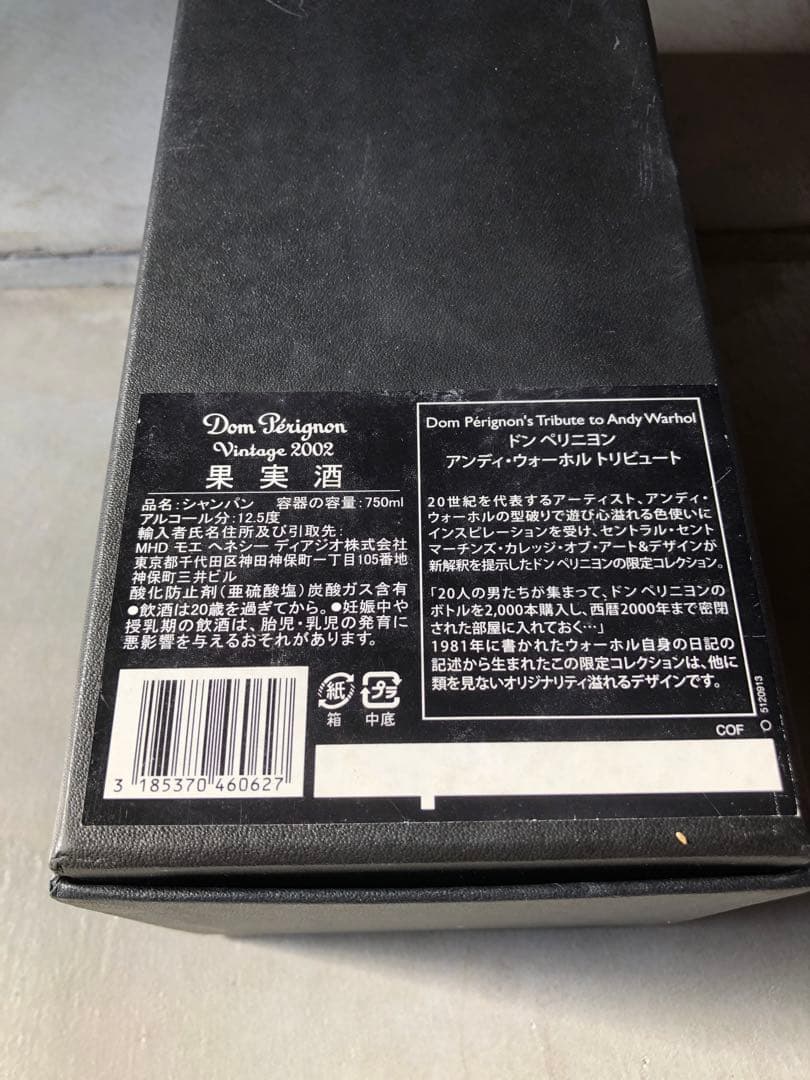 Dom Pérignon
Vintage 2002
果実酒
品名:シャンパン 容器の容量:750ml
アルコール分:12.5度
輸入者氏名住所及び引取先:
MHD モエ ヘネシー ディアジオ株式会社
東京都千代田区神田神保町一丁目105番地
神保町三井ビル
酸化防止剤(亜硫酸塩)炭酸ガス含有
●飲酒は20歳を過ぎてから。●妊娠中や
授乳期の飲酒は、胎児・乳児の発育に
悪影響を与えるおそれがあります。
3 185370 460627
紙
箱
プラ
中底
Dom Pérignon's Tribute to Andy Warhol
ドン ペリニヨン
アンディ・ウォーホル トリビュート
20世紀を代表するアーティスト、アンディ・
ウォーホルの型破りで遊び心溢れる色使いに
インスピレーションを受け、セントラル・セント
マーチンズ・カレッジ・オブ・アート&デザインが
新解釈を提示したドン ペリニヨンの限定コレクション。
「20人の男たちが集まって、ドン ペリニヨンの
ボトルを2,000本購入し、西暦2000年まで密閉
された部屋に入れておく…」
1981年に書かれたウォーホル自身の日記の
記述から生まれたこの限定コレクションは、他に
類を見ないオリジナリティ溢れるデザインです。
COF
5120913